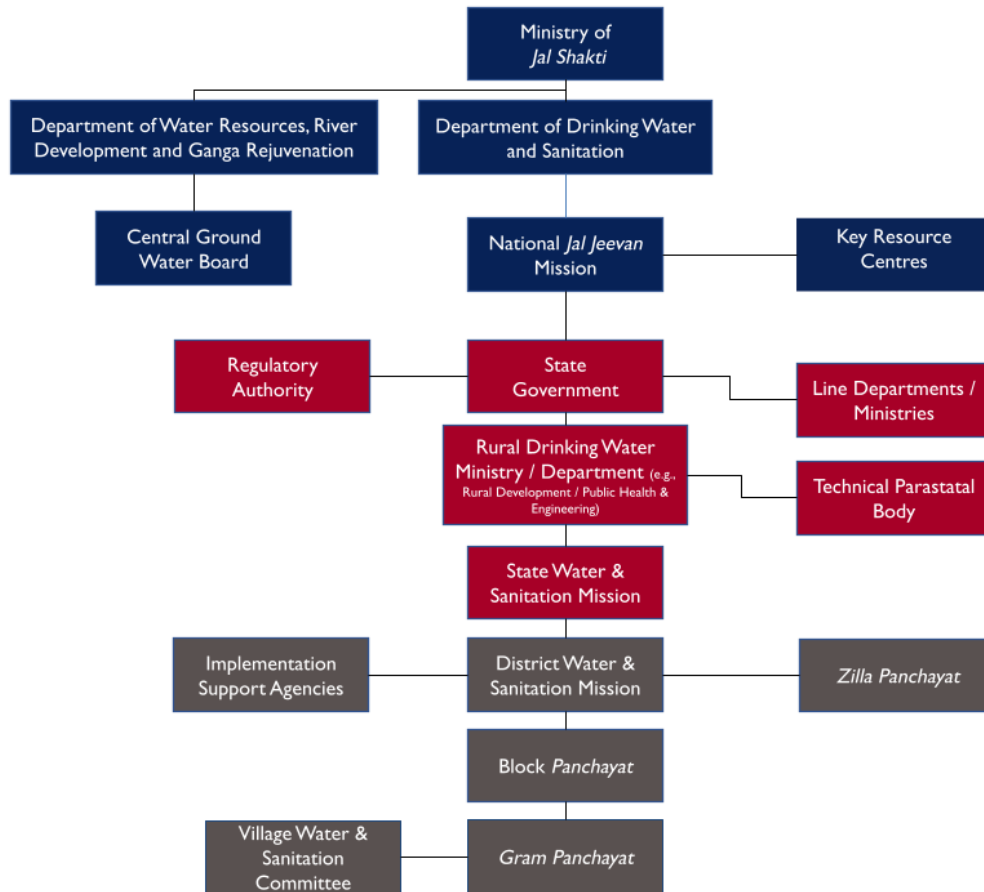 Ministry of
Jal Shakti
Department of Water Resources, River
Development and Ganga Rejuvenation
Department of Drinking Water
and Sanitation
Central Ground
Water Board
National Jal Jeevan
Mission
Key Resource
Centres
Regulatory
Authority
State
Government
Line Departments /
Ministries
Rural Drinking Water
Ministry / Department (e.g.,
Rural Development / Public Health &
Engineering)
Technical Parastatal
Body
State Water &
Sanitation Mission
Implementation
Support Agencies
District Water &
Sanitation Mission
Zilla Panchayat
Block Panchayat
Village Water &
Sanitation
Committee
Gram Panchayat